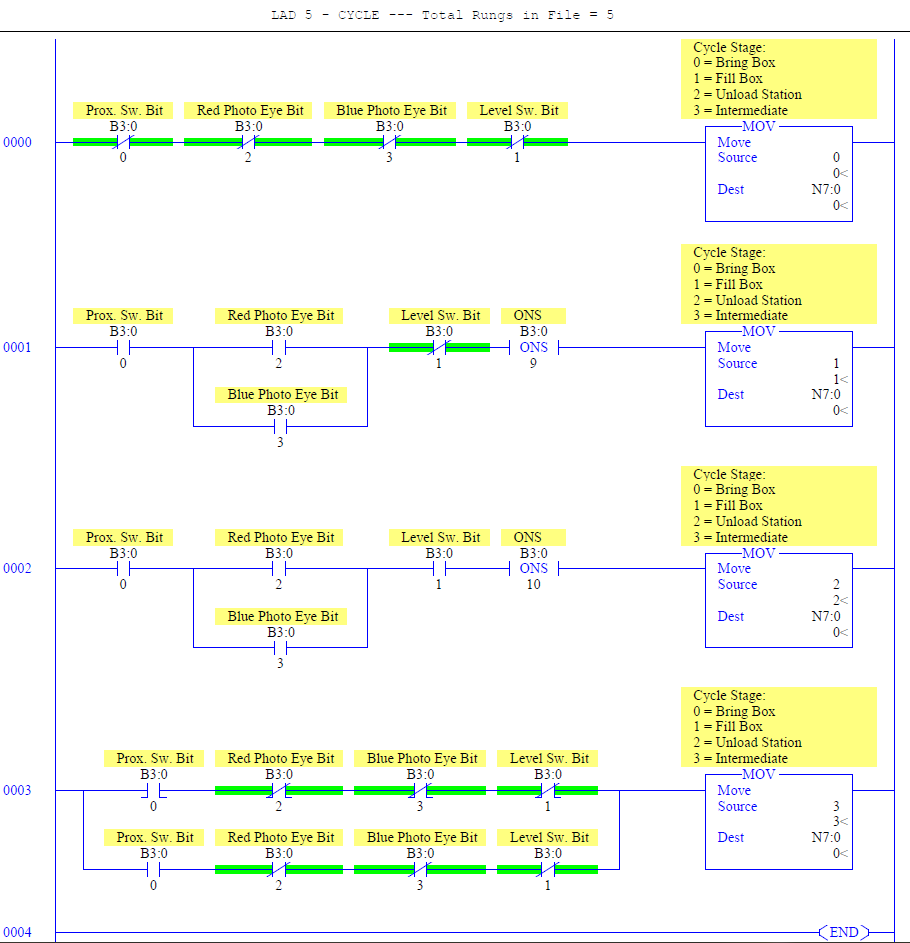 LAD 5 - CYCLE --- Total Rungs in File = 5
Cycle Stage:
0 = Bring Box
1 = Fill Box
2 = Unload Station
3 = Intermediate
Prox. Sw. Bit Red Photo Eye Bit Blue Photo Eye Bit Level Sw. Bit
B3:0 B3:0 B3:0 B3:0 MOV
0000 Move
0 2 3 1 Source 0
0<
Dest N7:0
0<
Cycle Stage:
0 = Bring Box
1 = Fill Box
2 = Unload Station
3 = Intermediate
Prox. Sw. Bit Red Photo Eye Bit Level Sw. Bit ONS
B3:0 B3:0 B3:0 B3:0 MOV
0001 ONS Move
0 2 1 9 Source 1
1<
Blue Photo Eye Bit Dest N7:0
B3:0 0<
3
Cycle Stage:
0 = Bring Box
1 = Fill Box
2 = Unload Station
3 = Intermediate
Prox. Sw. Bit Red Photo Eye Bit Level Sw. Bit ONS
B3:0 B3:0 B3:0 B3:0 MOV
0002 ONS Move
0 2 1 10 Source 2
2<
Blue Photo Eye Bit Dest N7:0
B3:0 0<
3
Cycle Stage:
0 = Bring Box
1 = Fill Box
2 = Unload Station
3 = Intermediate
Prox. Sw. Bit Red Photo Eye Bit Blue Photo Eye Bit Level Sw. Bit
B3:0 B3:0 B3:0 B3:0 MOV
0003 Move
0 2 3 1 Source 3
3<
Prox. Sw. Bit Red Photo Eye Bit Blue Photo Eye Bit Level Sw. Bit Dest N7:0
B3:0 B3:0 B3:0 B3:0 0<
0 2 3 1
0004 END